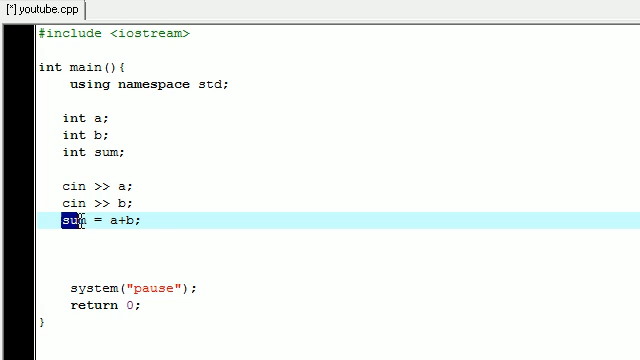 [*] youtube.cpp
#include <iostream>
int main(){
using namespace std;
int a;
int b;
int sum;
cin >> a;
cin >> b;
sum = a+b;
system("pause");
return 0;
}